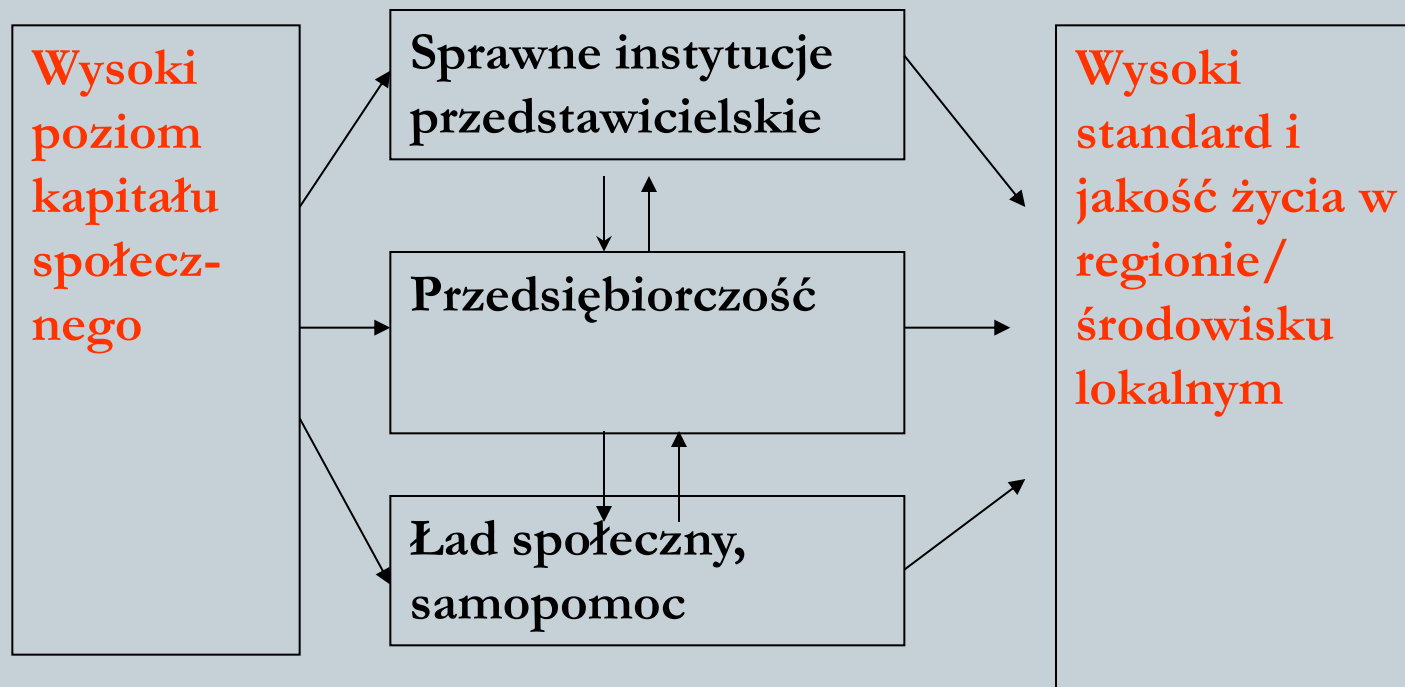 Wysoki
poziom
kapitału
społecz-
nego
Sprawne instytucje
przedstawicielskie
Przedsiębiorczość
Ład społeczny,
samopomoc
Wysoki
standard i
jakość życia w
regionie/
środowisku
lokalnym